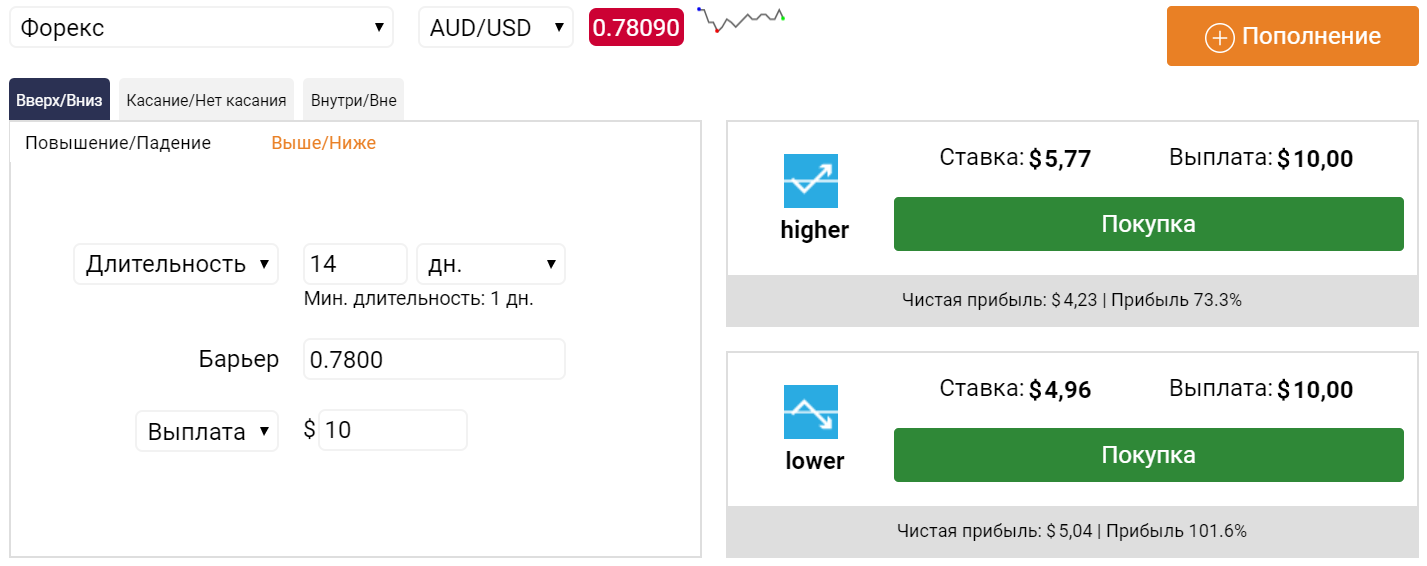 Форекс
AUD/USD
0.78090
Пополнение
Вверх/Вниз
Касание/Нет касания
Внутри/Вне
Повышение/Падение
Выше/Ниже
Длительность
14
дн.
Мин. длительность: 1 дн.
Барьер
0.7800
Выплата
$ 10
Ставка: $ 5,77
Выплата: $ 10,00
higher
Покупка
Чистая прибыль: $ 4,23 | Прибыль 73.3%
Ставка: $ 4,96
Выплата: $ 10,00
lower
Покупка
Чистая прибыль: $ 5,04 | Прибыль 101.6%